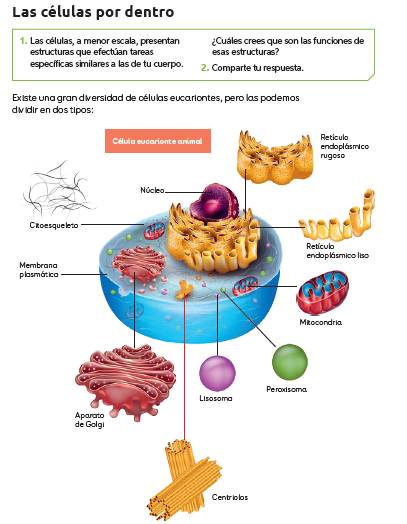 Las células por dentro
1. Las células, a menor escala, presentan
estructuras que efectúan tareas
específicas similares a las de tu cuerpo.
¿Cuáles crees que son las funciones de
esas estructuras?
2. Comparte tu respuesta.
Existe una gran diversidad de células eucariontes, pero las podemos
dividir en dos tipos:
Célula eucarionte animal
Retículo
endoplásmico
rugoso
Núcleo
Citoesqueleto
Retículo
endoplásmico liso
Membrana
plasmática
Mitocondria
Lisosoma
Peroxisoma
Aparato
de Golgi
Centriolos